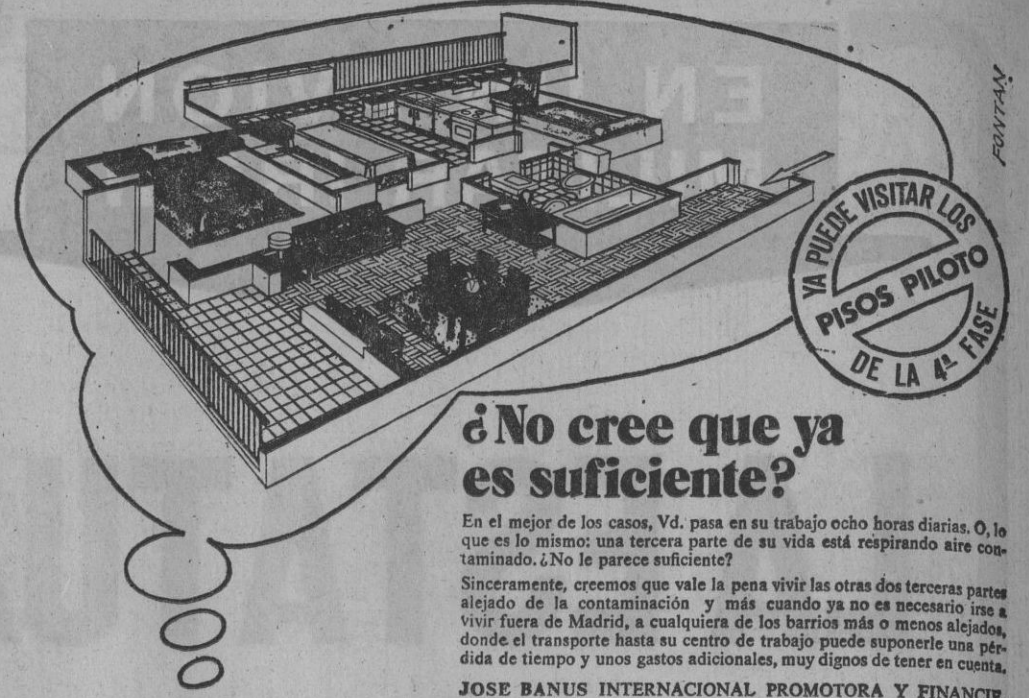 FONTAN
YA PUEDE VISITAR LOS
PISOS PILOTO
DE LA 4ª FASE
¿No cree que ya
es suficiente?
En el mejor de los casos, Vd. pasa en su trabajo ocho horas diarias. O, lo
que es lo mismo: una tercera parte de su vida está respirando aire con-
taminado. ¿No le parece suficiente?
Sinceramente, creemos que vale la pena vivir las otras dos terceras partes
alejado de la contaminación y más cuando ya no es necesario irse a
vivir fuera de Madrid, a cualquiera de los barrios más o menos alejados,
donde el transporte hasta su centro de trabajo puede suponerle una pér-
dida de tiempo y unos gastos adicionales, muy dignos de tener en cuenta.
JOSE BANUS INTERNACIONAL PROMOTORA Y FINANCIE